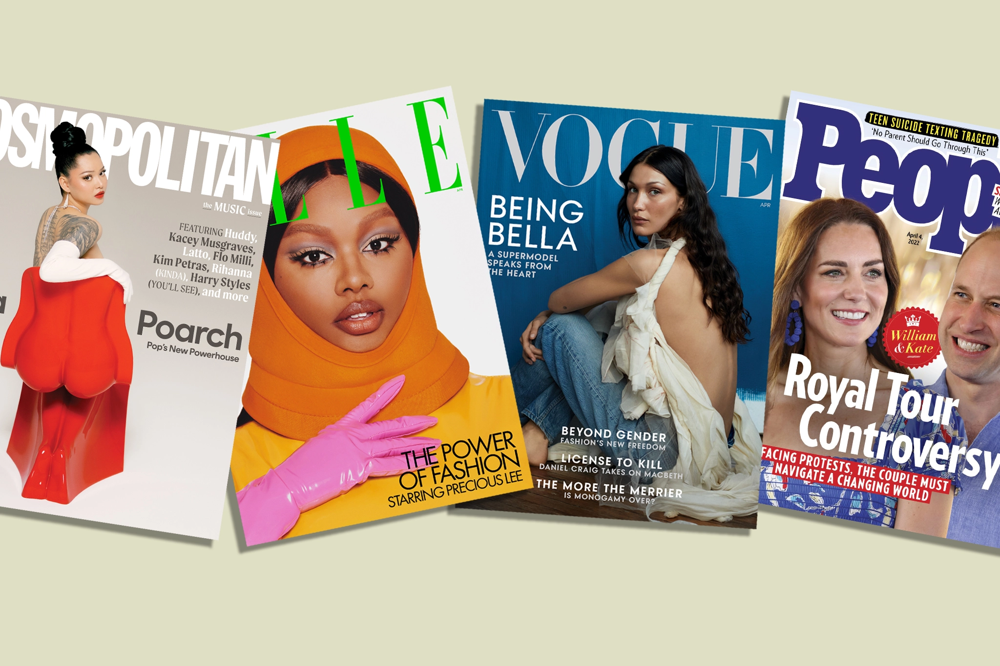 OSMOPOLITAN
the MUSIC issue
FEATURING Huddy,
Kacey Musgraves,
Latto, Flo Milli,
Kim Petras, Rihanna
(KINDA), Harry Styles
(YOU'LL SEE), and more
a
Poarch
Pop's New Powerhouse
LLE
APR
THE POWER
OF FASHION
STARRING PRECIOUS LEE
VOGUE
APR
BEING
BELLA
A SUPERMODEL
SPEAKS FROM
THE HEART
BEYOND GENDER
FASHION'S NEW FREEDOM
LICENSE TO KILL
DANIEL CRAIG TAKES ON MACBETH
THE MORE THE MERRIER
IS MONOGAMY OVER?
TEEN SUICIDE TEXTING TRAGEDY
'No Parent Should Go Through This'
Peop
April 4,
2022
William
&Kate
Royal Tour
Controversy
FACING PROTESTS, THE COUPLE MUST
NAVIGATE A CHANGING WORLD